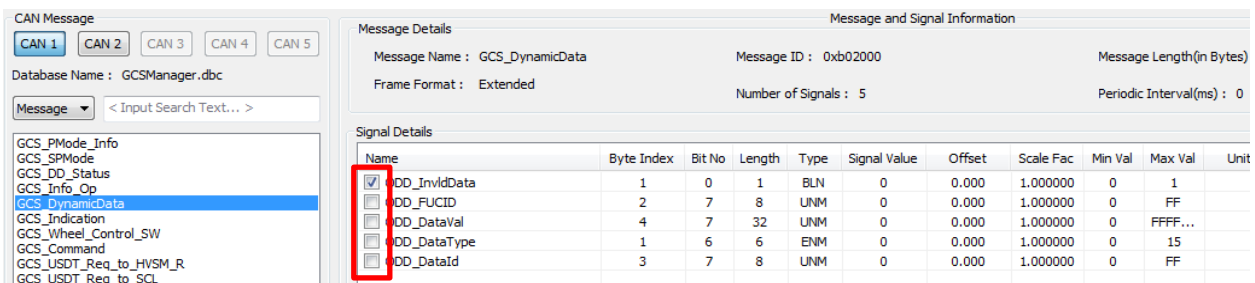 CAN Message
CAN 1 CAN 2 CAN 3 CAN 4 CAN 5
Database Name : GCSManager.dbc
Message < Input Search Text... >
GCS_PMode_Info
GCS_SPMode
GCS_DD_Status
GCS_Info_Op
GCS_DynamicData
GCS_Indication
GCS_Wheel_Control_SW
GCS_Command
GCS_USDT_Req_to_HVSM_R
GCS_USDT_Req_to_SCL
Message and Signal Information
Message Details
Message Name : GCS_DynamicData Message ID : 0xb02000 Message Length(in Bytes)
Frame Format : Extended Number of Signals : 5 Periodic Interval(ms) : 0
Signal Details
Name Byte Index Bit No Length Type Signal Value Offset Scale Fac Min Val Max Val Unit
ODD_InvldData 1 0 1 BLN 0 0.000 1.000000 0 1
ODD_FUCID 2 7 8 UNM 0 0.000 1.000000 0 FF
ODD_DataVal 4 7 32 UNM 0 0.000 1.000000 0 FFFF...
ODD_DataType 1 6 6 ENM 0 0.000 1.000000 0 15
ODD_DataId 3 7 8 UNM 0 0.000 1.000000 0 FF